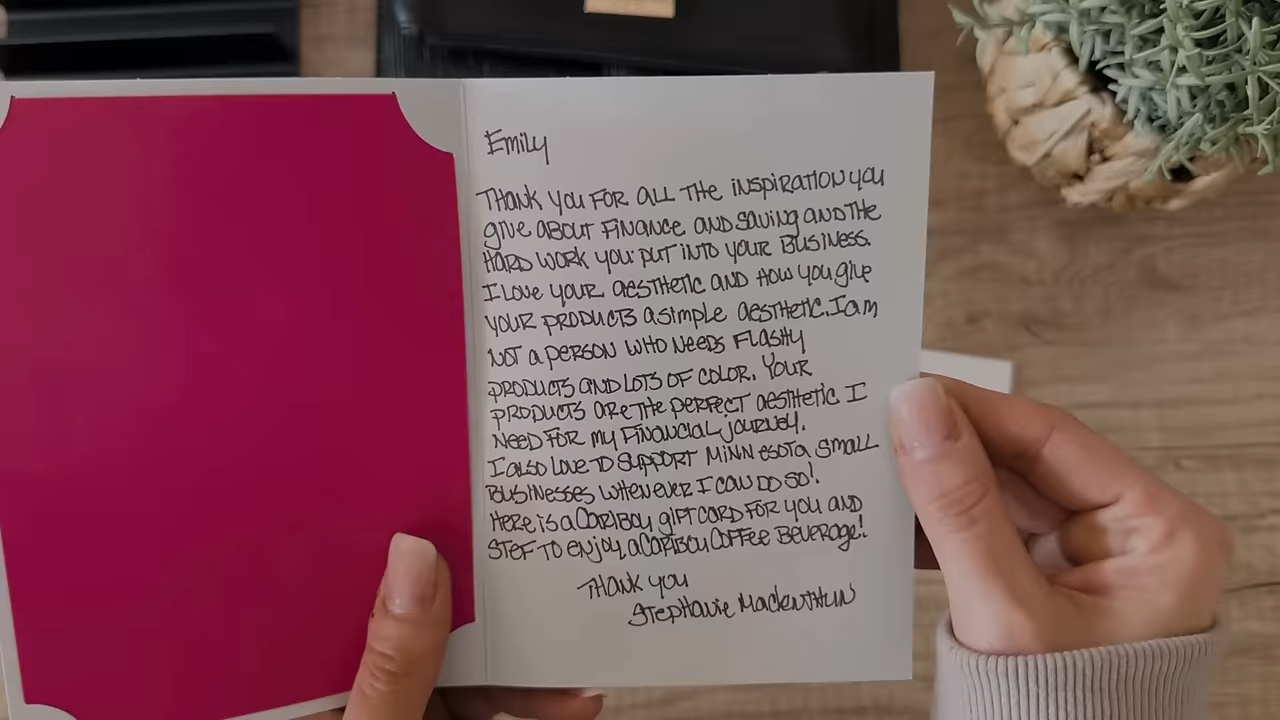 Emily
THANK YOU FOR ALL THE INSPIRATION YOU
GIVE ABOUT FINANCE AND SAVING AND THE
HARD WORK YOU PUT INTO YOUR BUSINESS.
I LOVE YOUR AESTHETIC AND HOW YOU GIVE
YOUR PRODUCTS A SIMPLE AESTHETIC. I am
NOT A PERSON WHO NEEDS FLASHY
PRODUCTS AND LOTS OF COLOR. YOUR
PRODUCTS ARE THE PERFECT AESTHETIC I
NEED FOR MY FINANCIAL JOURNEY.
I ALSO LOVE TO SUPPORT MINNESOTA SMALL
BUSINESSES WHENEVER I CAN DO SO!
HERE IS A CARIBOU GIFT CARD FOR YOU AND
STEF TO ENJOY A CARIBOU COFFEE BEVERAGE!
THANK YOU
STEPHANIE MACKENTHUN